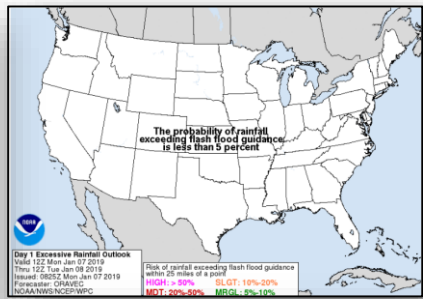 The probability of rainfall
exceeding flash flood guidance
is less than 5 percent
noaa
Day 1 Excessive Rainfall Outlook
Valid 12Z Mon Jan 07 2019
Thru 12Z Tue Jan 08 2019
Issued: 0825Z Mon Jan 07 2019
Forecaster: ORAVEC
NOAA/NWS/NCEP/WPC
Risk of rainfall exceeding flash flood guidance
within 25 miles of a point
HIGH: > 50% SLGT: 10%-20%
MDT: 20%-50% MRGL: 5%-10%